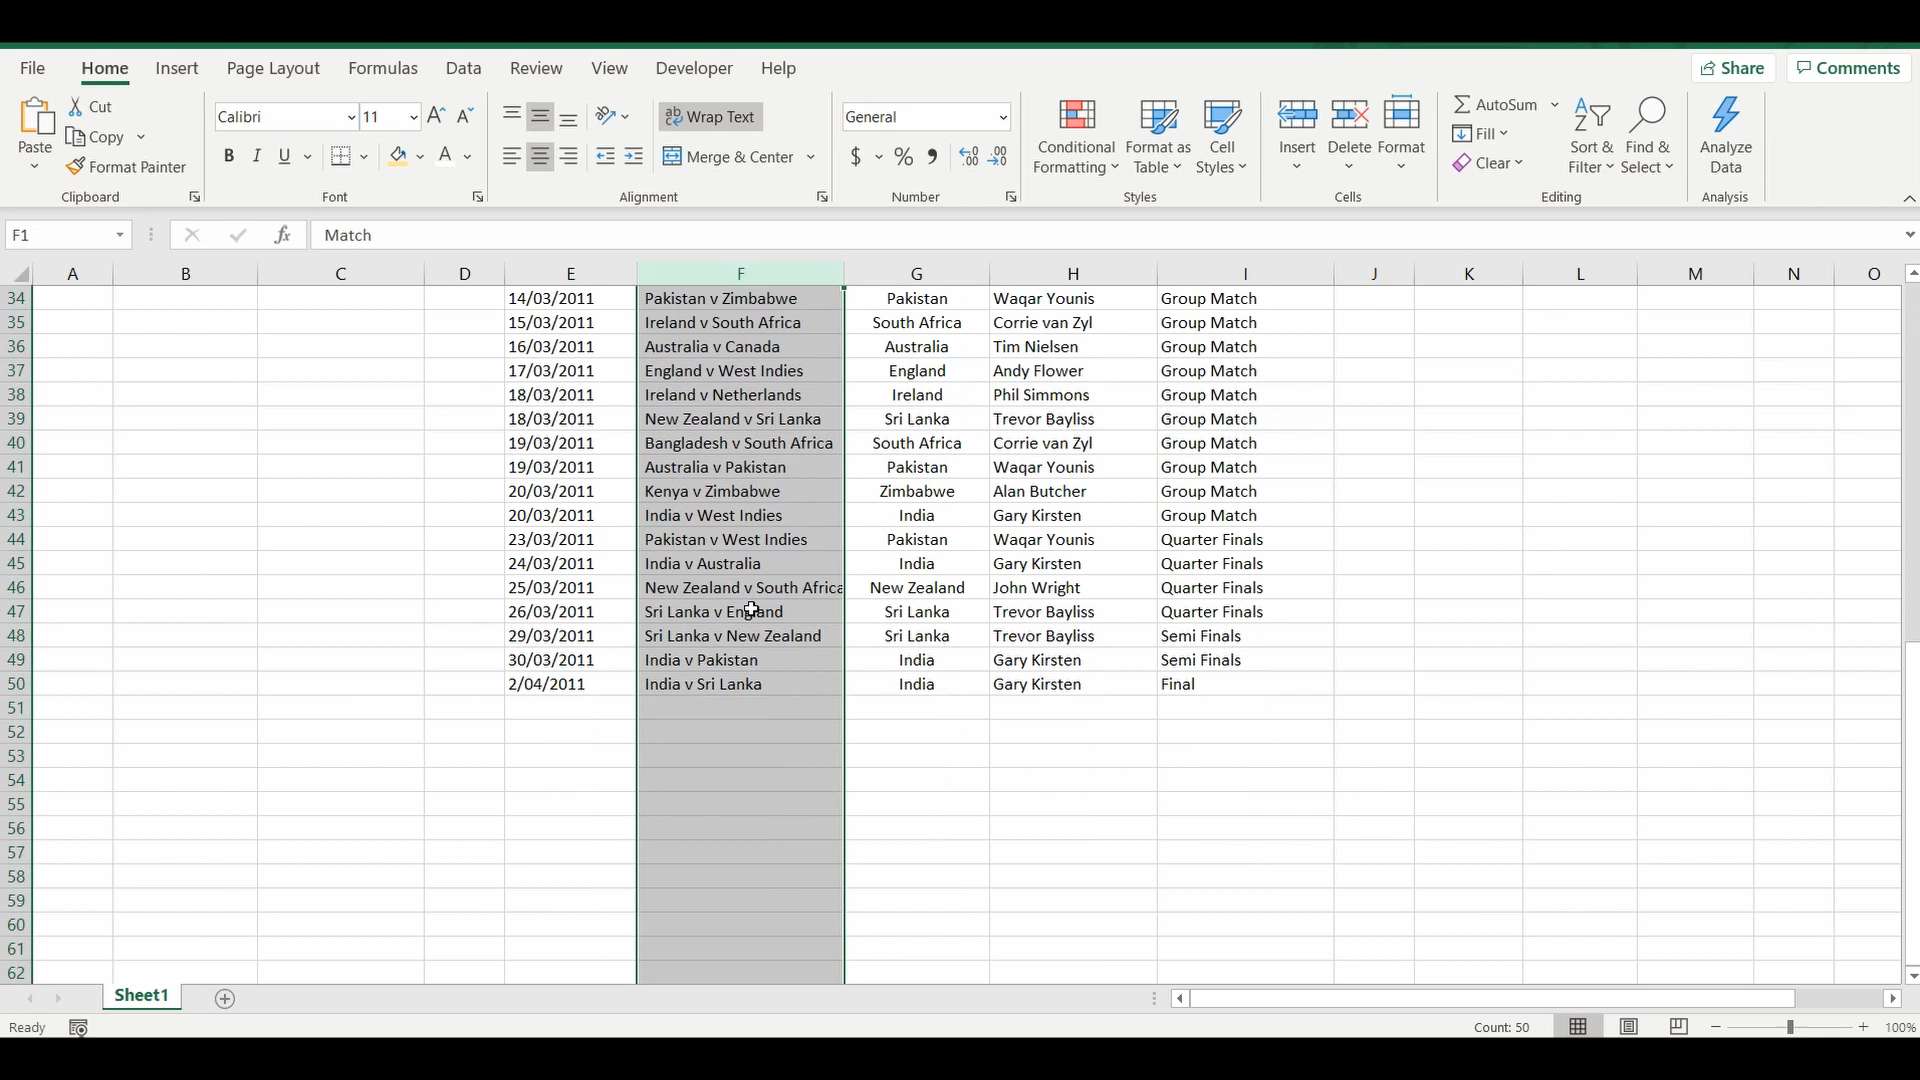 File Home Insert Page Layout Formulas Data Review View Developer Help Share Comments
Paste Cut Copy Format Painter
Calibri 11 Wrap Text General
B I U Merge & Center $ % 9
Conditional Formatting Format as Table Cell Styles
Insert Delete Format
AutoSum Fill Clear
Sort & Filter Find & Select Analyze Data
Clipboard Font Alignment Number Styles Cells Editing Analysis
F1 fx Match
A B C D E F G H I J K L M N O
34 14/03/2011 Pakistan v Zimbabwe Pakistan Waqar Younis Group Match
35 15/03/2011 Ireland v South Africa South Africa Corrie van Zyl Group Match
36 16/03/2011 Australia v Canada Australia Tim Nielsen Group Match
37 17/03/2011 England v West Indies England Andy Flower Group Match
38 18/03/2011 Ireland v Netherlands Ireland Phil Simmons Group Match
39 18/03/2011 New Zealand v Sri Lanka Sri Lanka Trevor Bayliss Group Match
40 19/03/2011 Bangladesh v South Africa South Africa Corrie van Zyl Group Match
41 19/03/2011 Australia v Pakistan Pakistan Waqar Younis Group Match
42 20/03/2011 Kenya v Zimbabwe Zimbabwe Alan Butcher Group Match
43 20/03/2011 India v West Indies India Gary Kirsten Group Match
44 23/03/2011 Pakistan v West Indies Pakistan Waqar Younis Quarter Finals
45 24/03/2011 India v Australia India Gary Kirsten Quarter Finals
46 25/03/2011 New Zealand v South Africa New Zealand John Wright Quarter Finals
47 26/03/2011 Sri Lanka v England Sri Lanka Trevor Bayliss Quarter Finals
48 29/03/2011 Sri Lanka v New Zealand Sri Lanka Trevor Bayliss Semi Finals
49 30/03/2011 India v Pakistan India Gary Kirsten Semi Finals
50 2/04/2011 India v Sri Lanka India Gary Kirsten Final
51
52
53
54
55
56
57
58
59
60
61
62
Sheet1
Ready Count: 50 100%